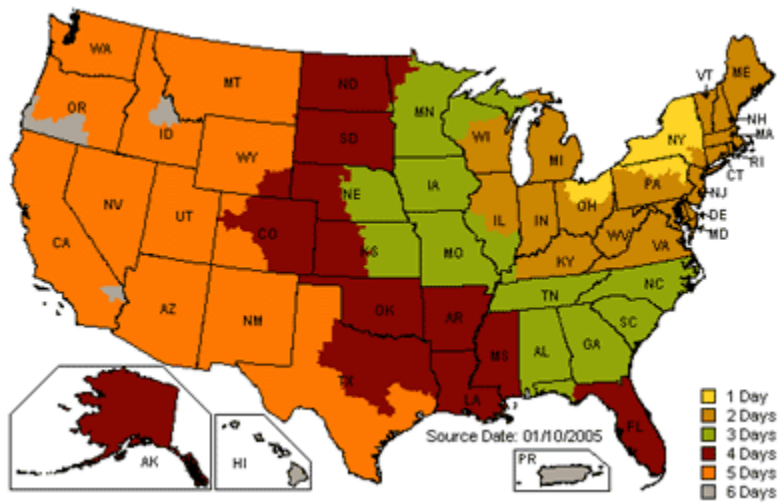 WA
MT
ND
MN
VT
ME
OR
ID
SD
WI
MI
NY
NH
MA
RI
CT
WY
IA
PA
NJ
NE
IL
IN
OH
DE
MD
NV
UT
CO
KS
MO
WV
VA
KY
CA
AZ
NM
OK
AR
TN
NC
SC
MS
AL
GA
TX
LA
FL
AK
HI
PR
Source Date: 01/10/2005
1 Day
2 Days
3 Days
4 Days
5 Days
6 Days